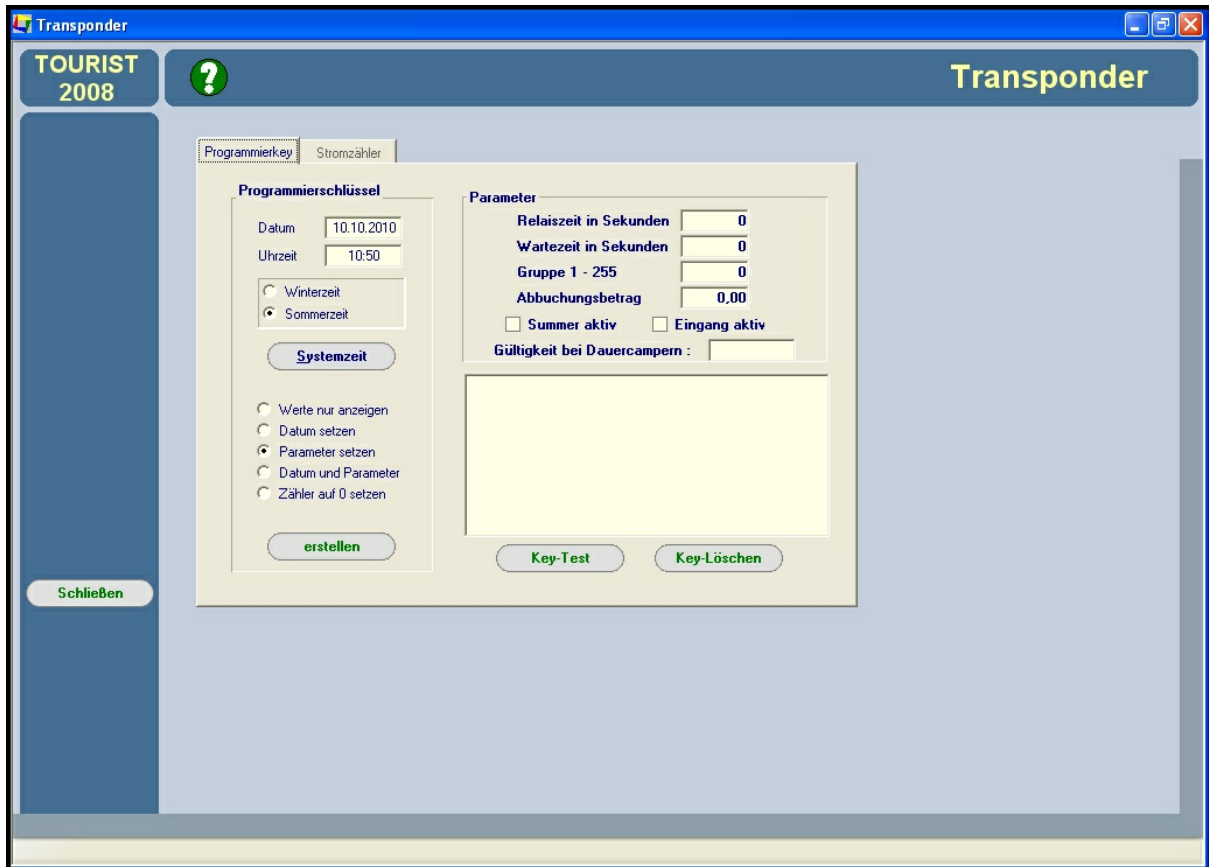 Transponder
TOURIST
2008
?
Transponder
Programmierkey
Stromzähler
Programmierschlüssel
Datum 10.10.2010
Uhrzeit 10:50
Winterzeit
Sommerzeit
Systemzeit
Werte nur anzeigen
Datum setzen
Parameter setzen
Datum und Parameter
Zähler auf 0 setzen
erstellen
Parameter
Relaiszeit in Sekunden 0
Wartezeit in Sekunden 0
Gruppe 1 - 255 0
Abbuchungsbetrag 0,00
Summer aktiv Eingang aktiv
Gültigkeit bei Dauercampern :
Key-Test Key-Löschen
Schließen